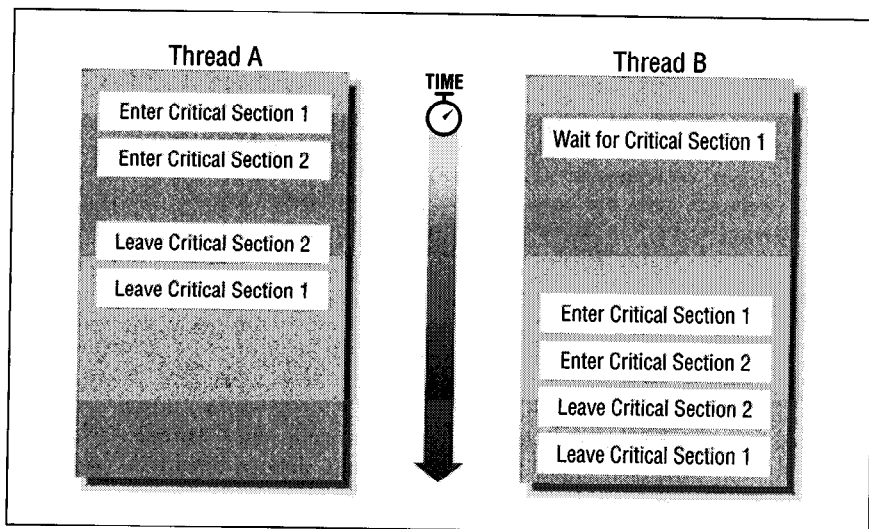 Thread A
Enter Critical Section 1
Enter Critical Section 2
Leave Critical Section 2
Leave Critical Section 1
TIME
Thread B
Wait for Critical Section 1
Enter Critical Section 1
Enter Critical Section 2
Leave Critical Section 2
Leave Critical Section 1